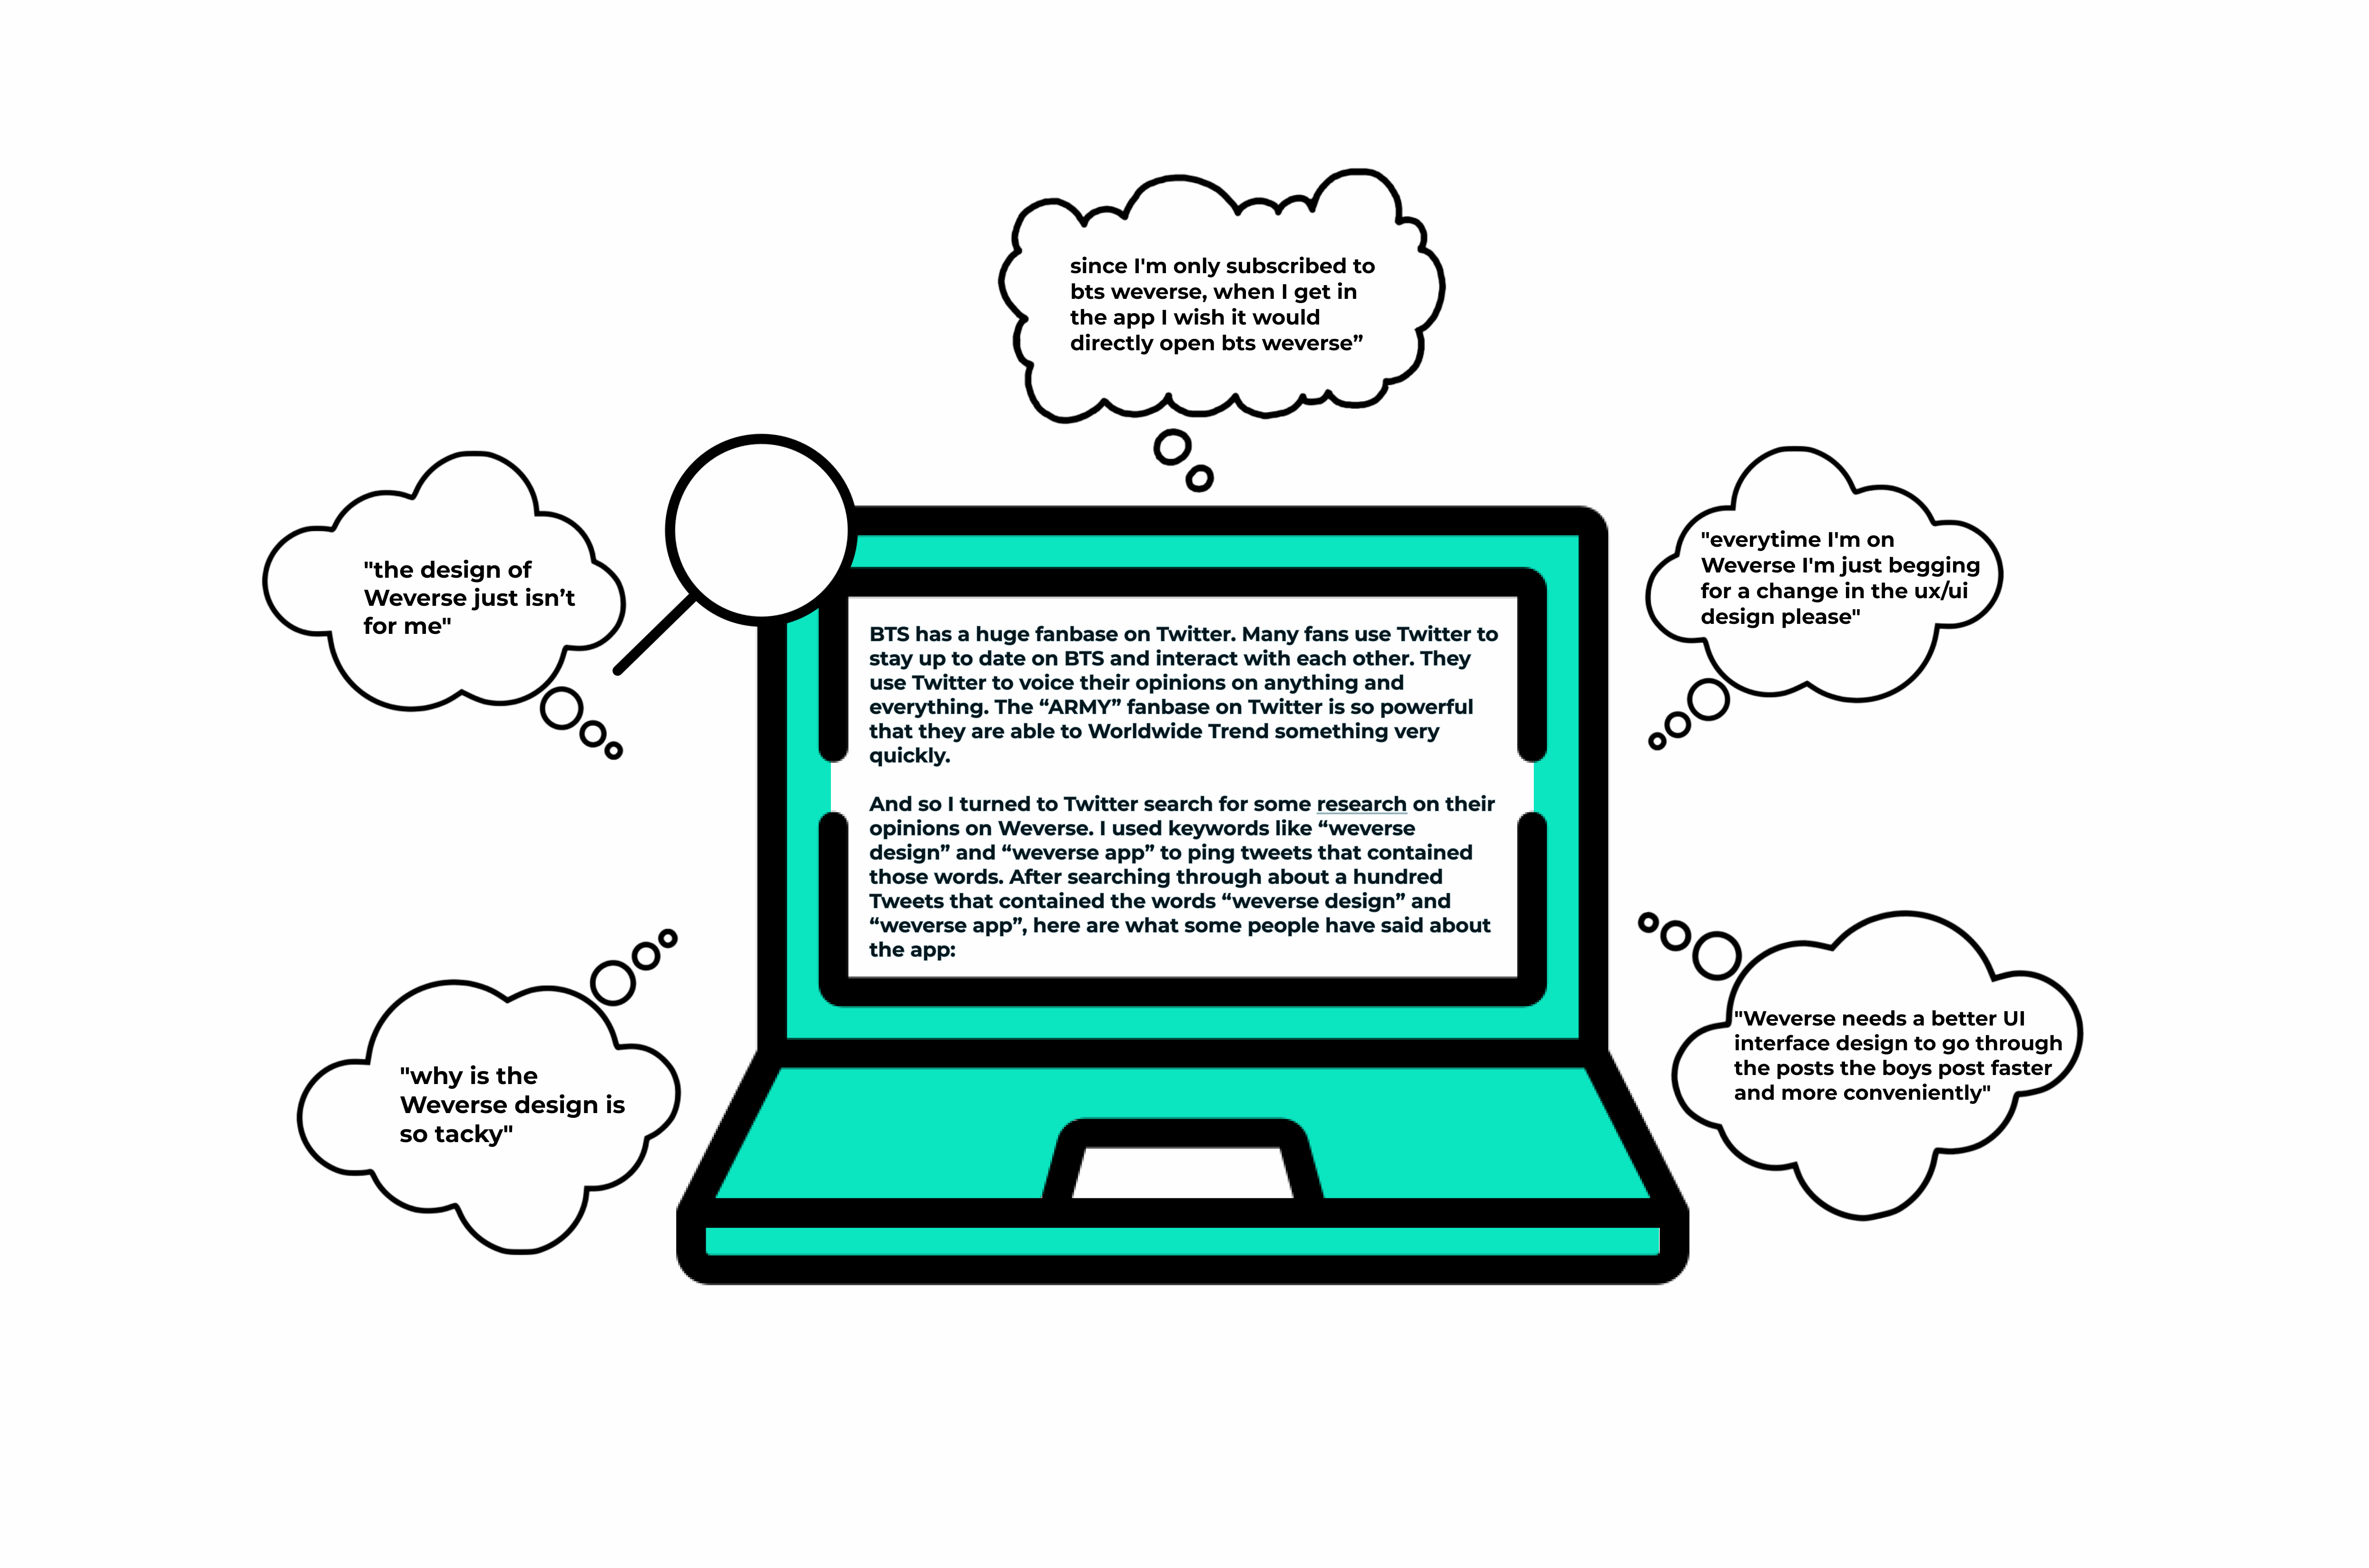 since I'm only subscribed to
bts weverse, when I get in
the app I wish it would
directly open bts weverse”
"the design of
Weverse just isn’t
for me"
"everytime I'm on
Weverse I'm just begging
for a change in the ux/ui
design please"
BTS has a huge fanbase on Twitter. Many fans use Twitter to
stay up to date on BTS and interact with each other. They
use Twitter to voice their opinions on anything and
everything. The “ARMY” fanbase on Twitter is so powerful
that they are able to Worldwide Trend something very
quickly.
And so I turned to Twitter search for some research on their
opinions on Weverse. I used keywords like “weverse
design” and “weverse app” to ping tweets that contained
those words. After searching through about a hundred
Tweets that contained the words “weverse design” and
“weverse app”, here are what some people have said about
the app:
"why is the
Weverse design is
so tacky"
"Weverse needs a better UI
interface design to go through
the posts the boys post faster
and more conveniently"